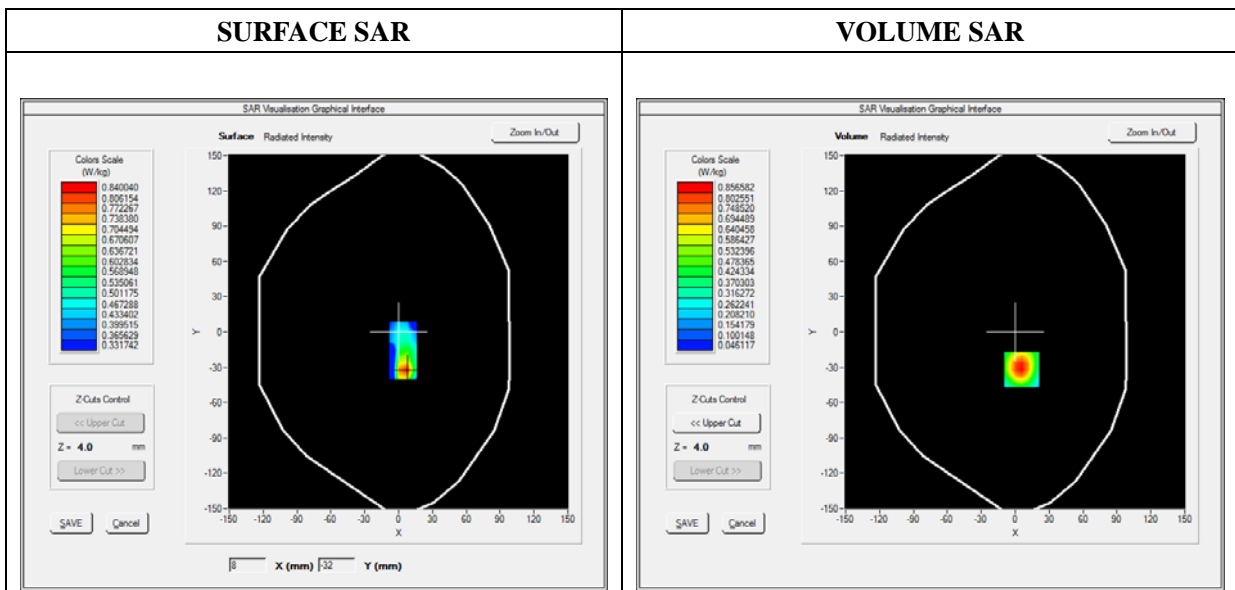 SURFACE SAR
VOLUME SAR
SAR Visualisation Graphical Interface
Surface Radiated Intensity
Zoom In/Out
Colors Scale
(W/kg)
0.840040
0.806154
0.772267
0.738380
0.704494
0.670607
0.636721
0.602834
0.568948
0.535061
0.501175
0.467288
0.433402
0.399515
0.365629
0.331742
150
120
90
60
30
0
-30
-60
-90
-120
-150
Y
-150 -120 -90 -60 -30 0 30 60 90 120 150
X
Z-Cuts Control
<< Upper Cut
Z = 4.0 mm
Lower Cut >>
SAVE Cancel
8 X (mm) -32 Y (mm)
SAR Visualisation Graphical Interface
Volume Radiated Intensity
Zoom In/Out
Colors Scale
(W/kg)
0.856582
0.802551
0.748520
0.694489
0.640458
0.586427
0.532396
0.478365
0.424334
0.370303
0.316272
0.262241
0.208210
0.154179
0.100148
0.046117
150
120
90
60
30
0
-30
-60
-90
-120
-150
Y
-150 -120 -90 -60 -30 0 30 60 90 120 150
X
Z-Cuts Control
<< Upper Cut
Z = 4.0 mm
Lower Cut >>
SAVE Cancel